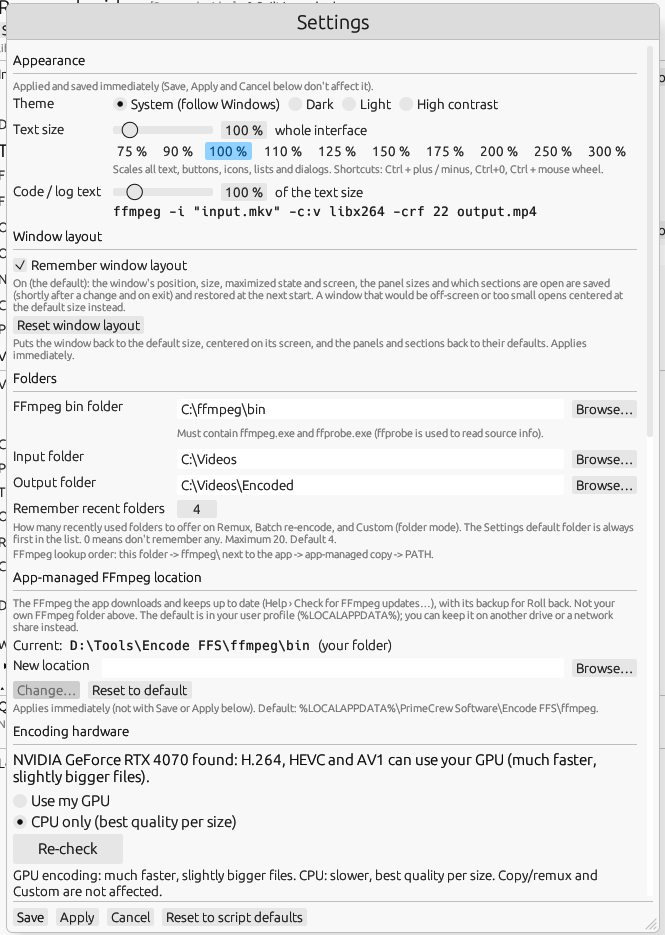 Settings
Appearance
Applied and saved immediately (Save, Apply and Cancel below don't affect it).
Theme System (follow Windows) Dark Light High contrast
Text size 100 % whole interface
75 % 90 % 100 % 110 % 125 % 150 % 175 % 200 % 250 % 300 %
Scales all text, buttons, icons, lists and dialogs. Shortcuts: Ctrl + plus / minus, Ctrl+0, Ctrl + mouse wheel.
Code / log text 100 % of the text size
ffmpeg -i "input.mkv" -c:v libx264 -crf 22 output.mp4
Window layout
Remember window layout
On (the default): the window's position, size, maximized state and screen, the panel sizes and which sections are open are saved
(shortly after a change and on exit) and restored at the next start. A window that would be off-screen or too small opens centered at
the default size instead.
Reset window layout
Puts the window back to the default size, centered on its screen, and the panels and sections back to their defaults. Applies
immediately.
Folders
FFmpeg bin folder C:\ffmpeg\bin Browse...
Must contain ffmpeg.exe and ffprobe.exe (ffprobe is used to read source info).
Input folder C:\Videos Browse...
Output folder C:\Videos\Encoded Browse...
Remember recent folders 4
How many recently used folders to offer on Remux, Batch re-encode, and Custom (folder mode). The Settings default folder is always
first in the list. 0 means don't remember any. Maximum 20. Default 4.
FFmpeg lookup order: this folder -> ffmpeg\ next to the app -> app-managed copy -> PATH.
App-managed FFmpeg location
The FFmpeg the app downloads and keeps up to date (Help › Check for FFmpeg updates...), with its backup for Roll back. Not your
own FFmpeg folder above. The default is in your user profile (%LOCALAPPDATA%); you can keep it on another drive or a network
share instead.
Current: D:\Tools\Encode FFS\ffmpeg\bin (your folder)
New location Browse...
Change... Reset to default
Applies immediately (not with Save or Apply below). Default: %LOCALAPPDATA%\PrimeCrew Software\Encode FFS\ffmpeg.
Encoding hardware
NVIDIA GeForce RTX 4070 found: H.264, HEVC and AV1 can use your GPU (much faster,
slightly bigger files).
Use my GPU
CPU only (best quality per size)
Re-check
GPU encoding: much faster, slightly bigger files. CPU: slower, best quality per size. Copy/remux and
Custom are not affected.
Save Apply Cancel Reset to script defaults